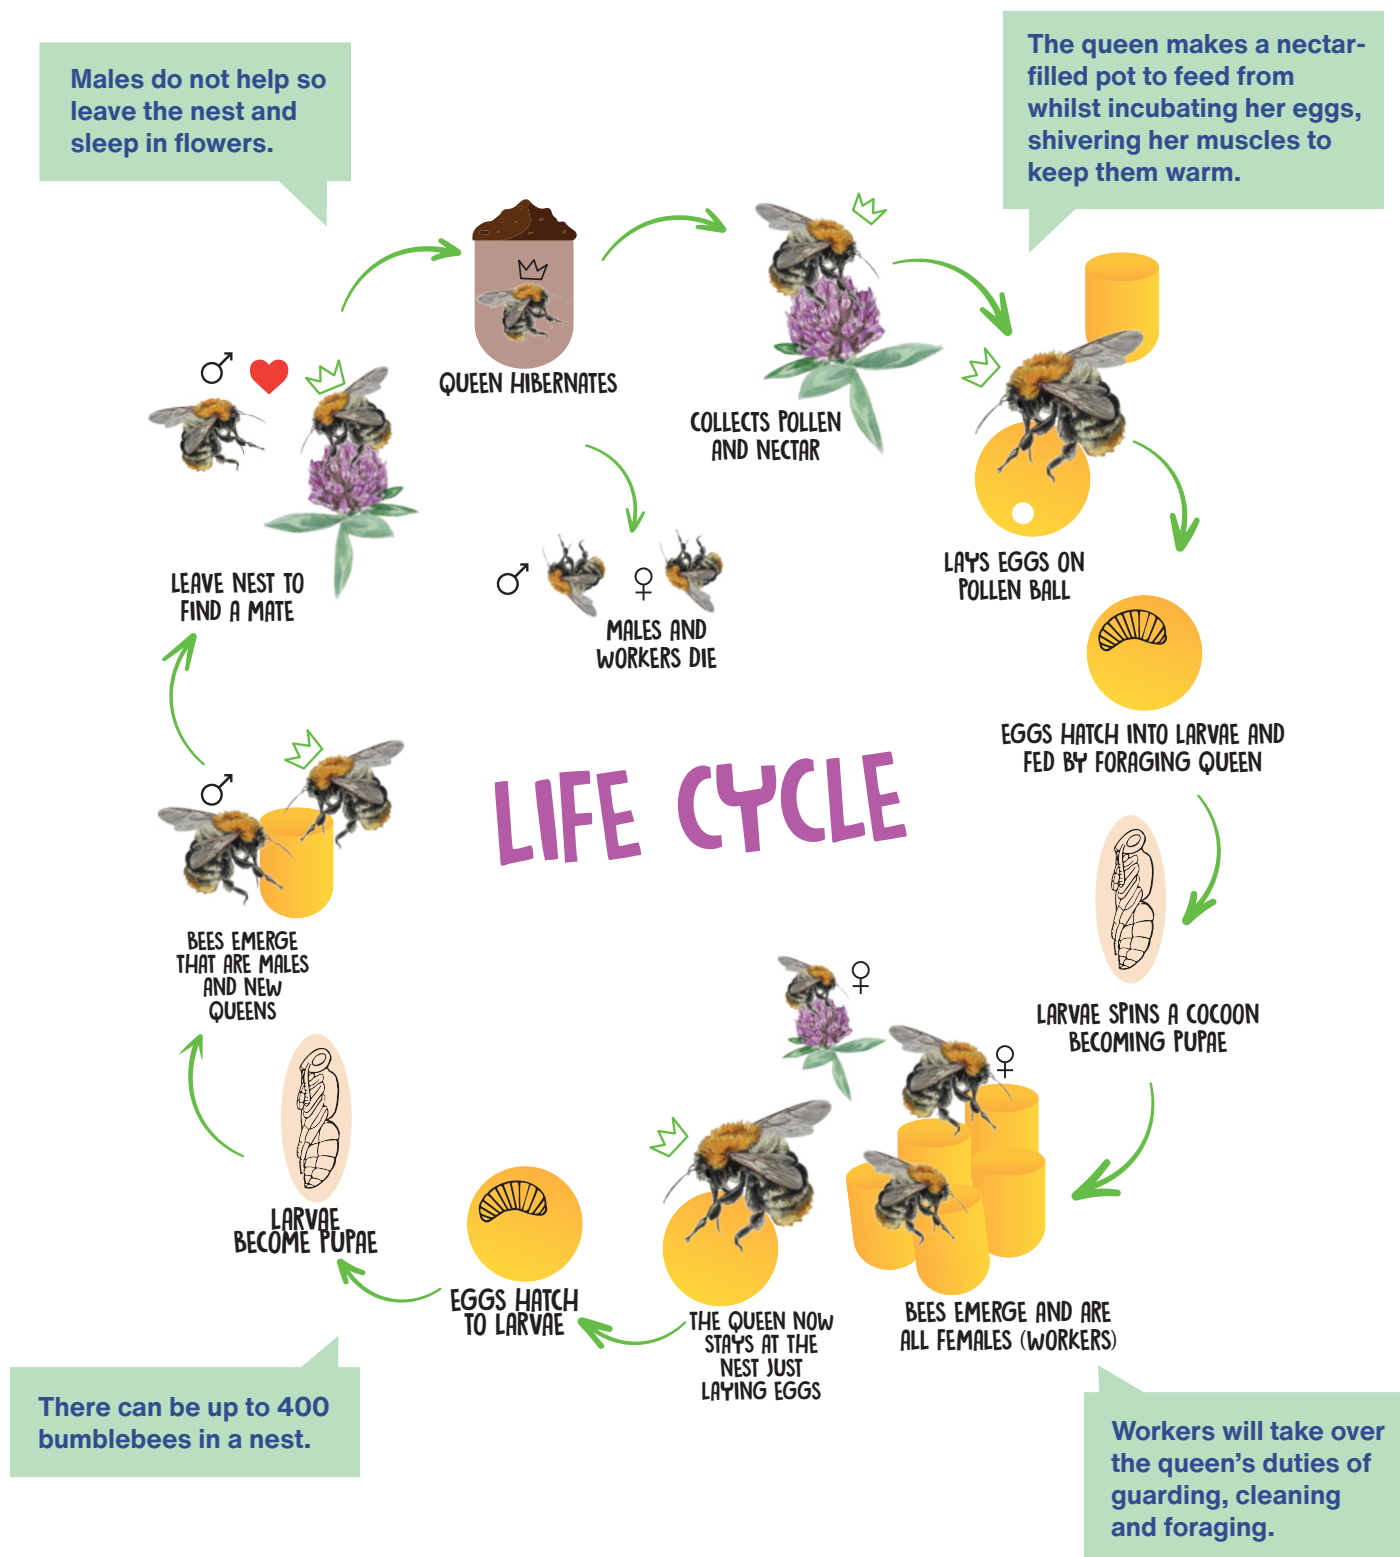 Males do not help so
leave the nest and
sleep in flowers.
The queen makes a nectar-
filled pot to feed from
whilst incubating her eggs,
shivering her muscles to
keep them warm.
QUEEN HIBERNATES
COLLECTS POLLEN
AND NECTAR
LAYS EGGS ON
POLLEN BALL
EGGS HATCH INTO LARVAE AND
FED BY FORAGING QUEEN
LARVAE SPINS A COCOON
BECOMING PUPAE
BEES EMERGE AND ARE
ALL FEMALES (WORKERS)
Workers will take over
the queen's duties of
guarding, cleaning
and foraging.
THE QUEEN NOW
STAYS AT THE
NEST JUST
LAYING EGGS
EGGS HATCH
TO LARVAE
LARVAE
BECOME PUPAE
There can be up to 400
bumblebees in a nest.
BEES EMERGE
THAT ARE MALES
AND NEW
QUEENS
LEAVE NEST TO
FIND A MATE
MALES AND
WORKERS DIE
LIFE CYCLE